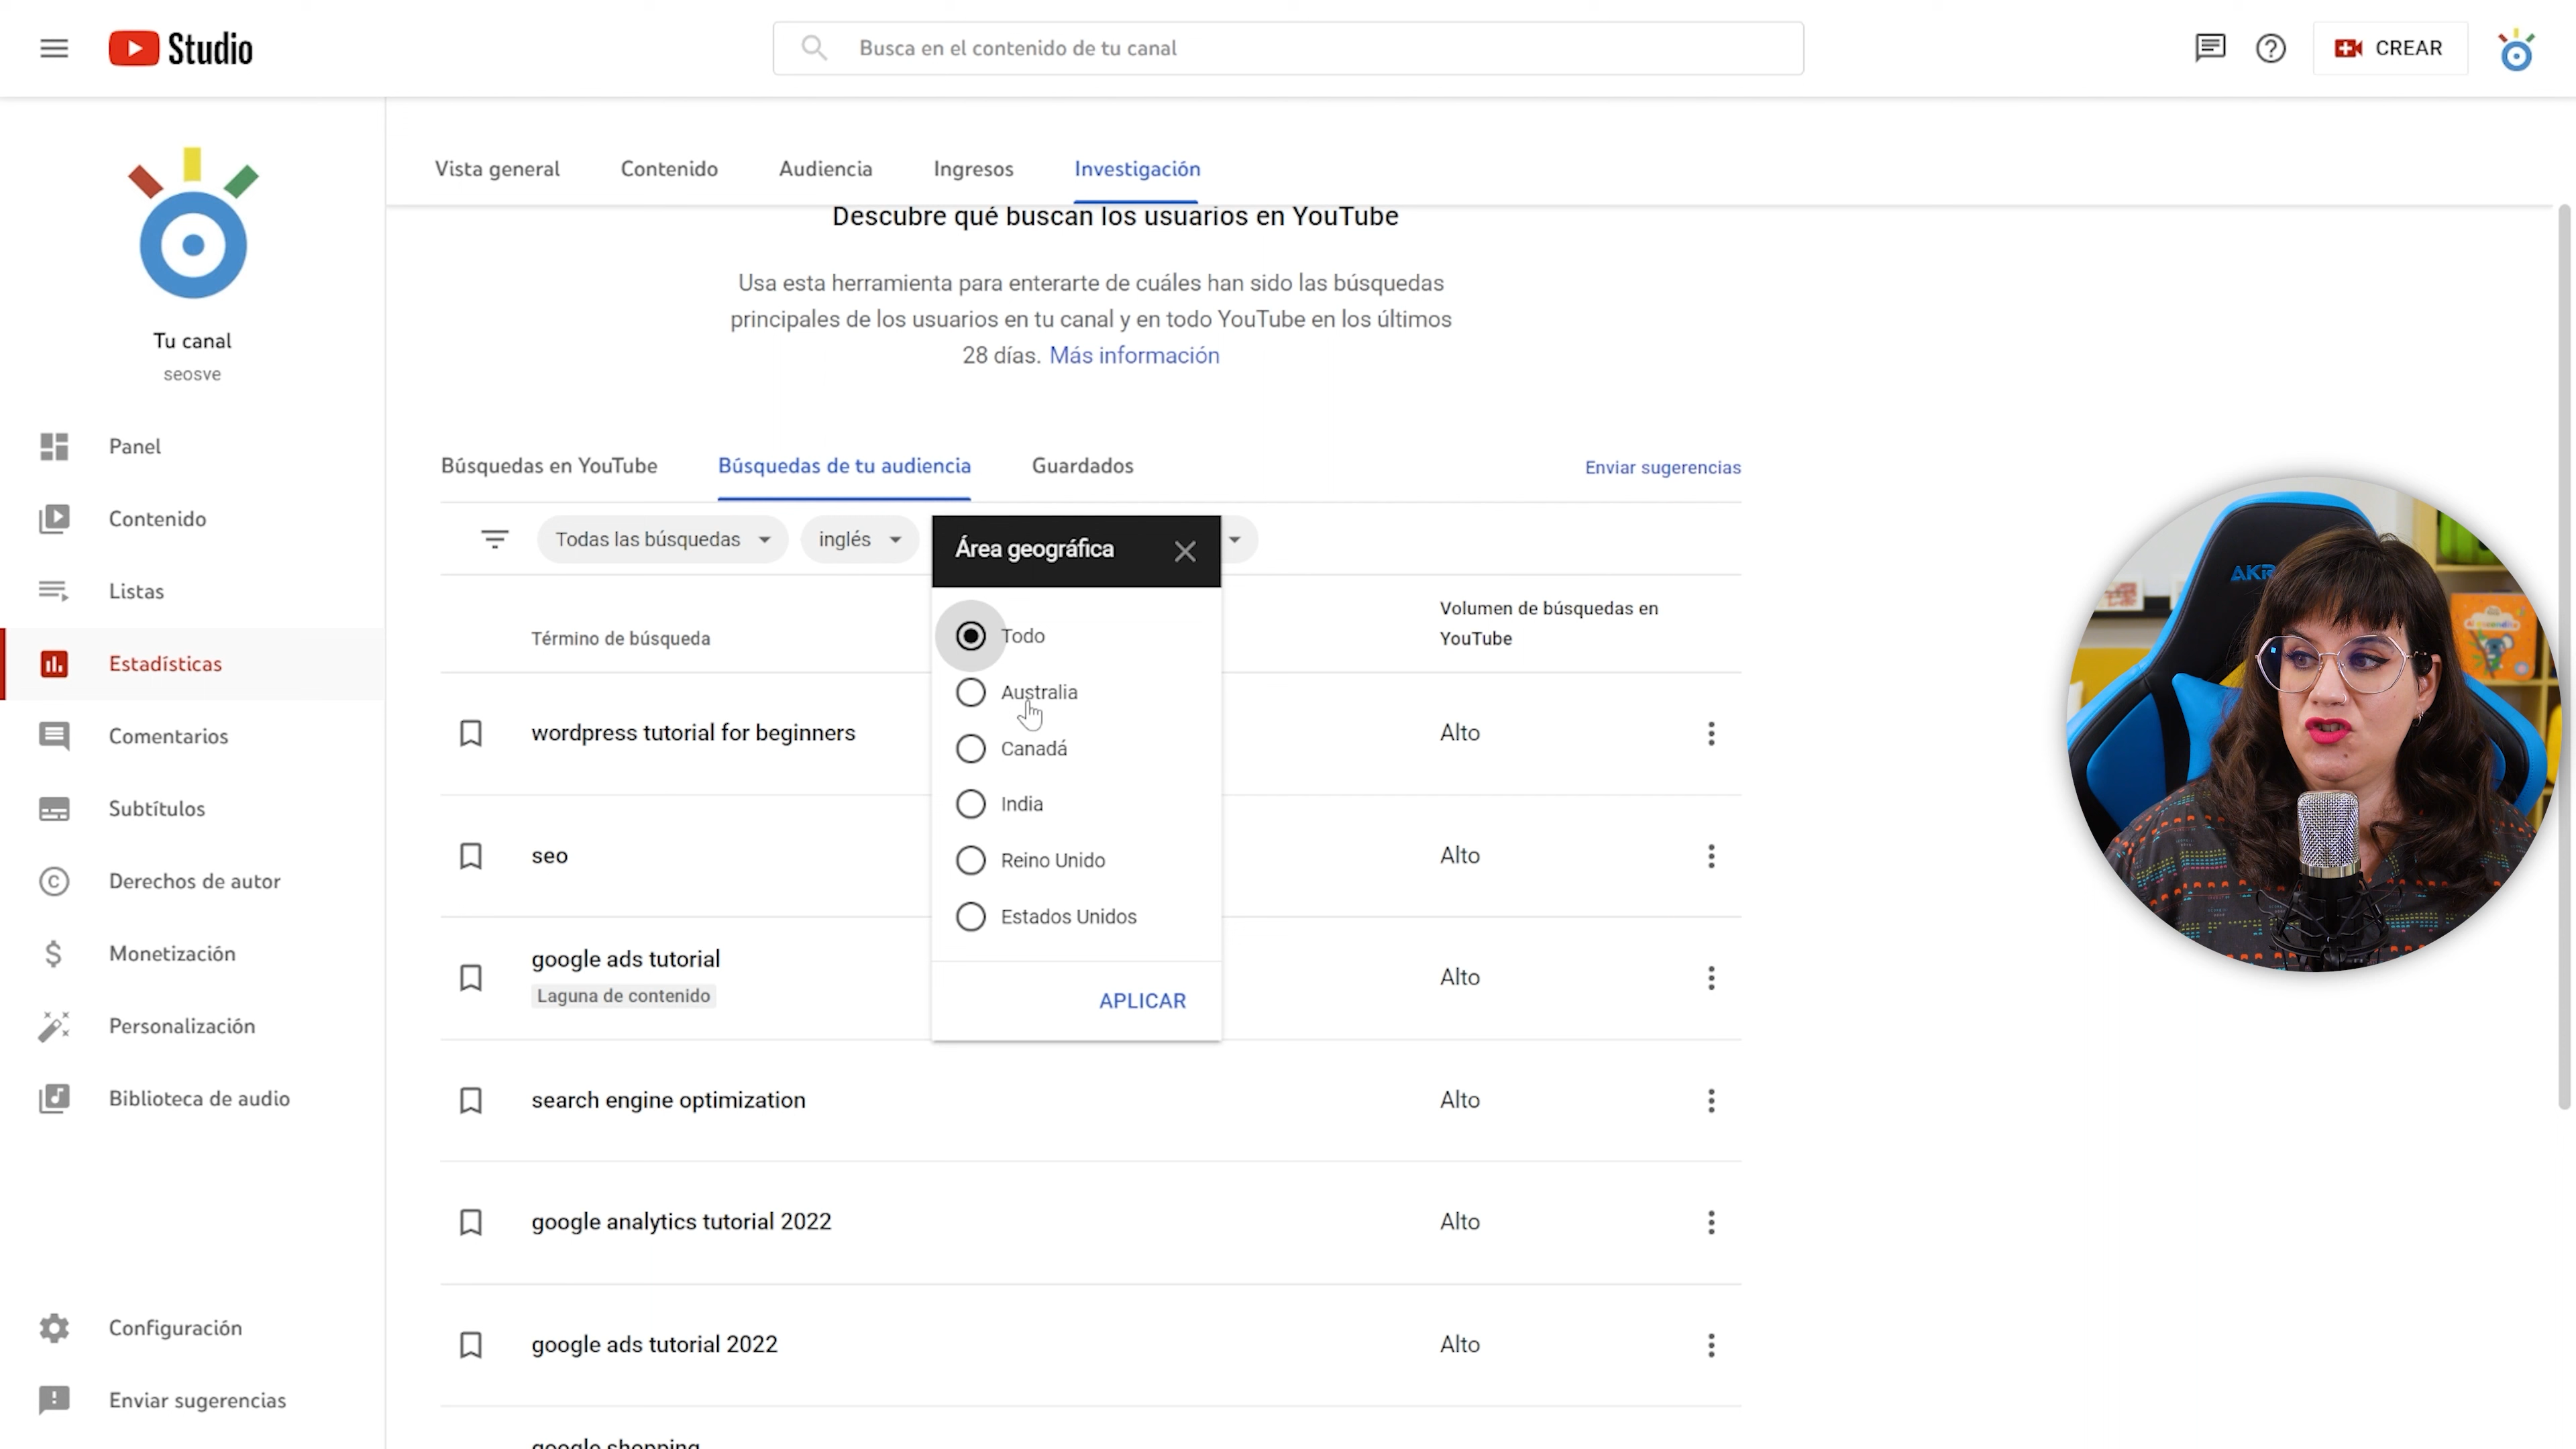 Studio
Busca en el contenido de tu canal
CREAR
Tu canal
seosve
Panel
Contenido
Listas
Estadísticas
Comentarios
Subtítulos
Derechos de autor
Monetización
Personalización
Biblioteca de audio
Configuración
Enviar sugerencias
Vista general
Contenido
Audiencia
Ingresos
Investigación
Descubre qué buscan los usuarios en YouTube
Usa esta herramienta para enterarte de cuáles han sido las búsquedas
principales de los usuarios en tu canal y en todo YouTube en los últimos
28 días. Más información
Búsquedas en YouTube
Búsquedas de tu audiencia
Guardados
Enviar sugerencias
Todas las búsquedas
inglés
Área geográfica
Todo
Australia
Canadá
India
Reino Unido
Estados Unidos
APLICAR
Término de búsqueda
Volumen de búsquedas en
YouTube
wordpress tutorial for beginners
Alto
seo
Alto
google ads tutorial
Laguna de contenido
Alto
search engine optimization
Alto
google analytics tutorial 2022
Alto
google ads tutorial 2022
Alto
google shopping